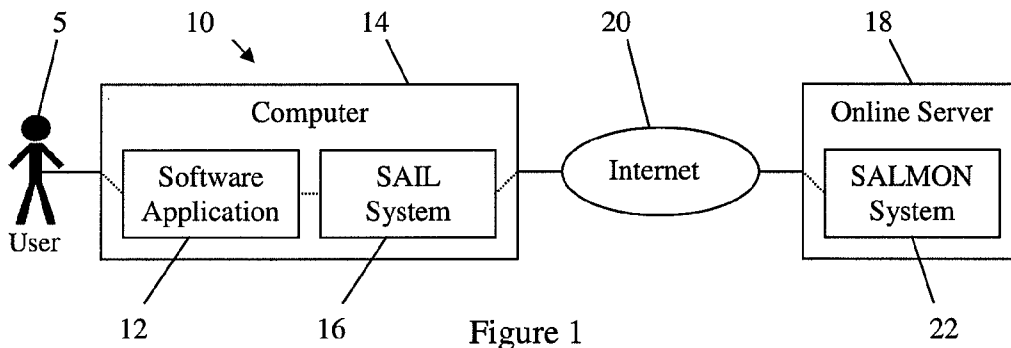 5 10 14 20 18
Computer
Online Server
Software
Application
SAIL
System
Internet
SALMON
System
User
12 16 22
Figure 1